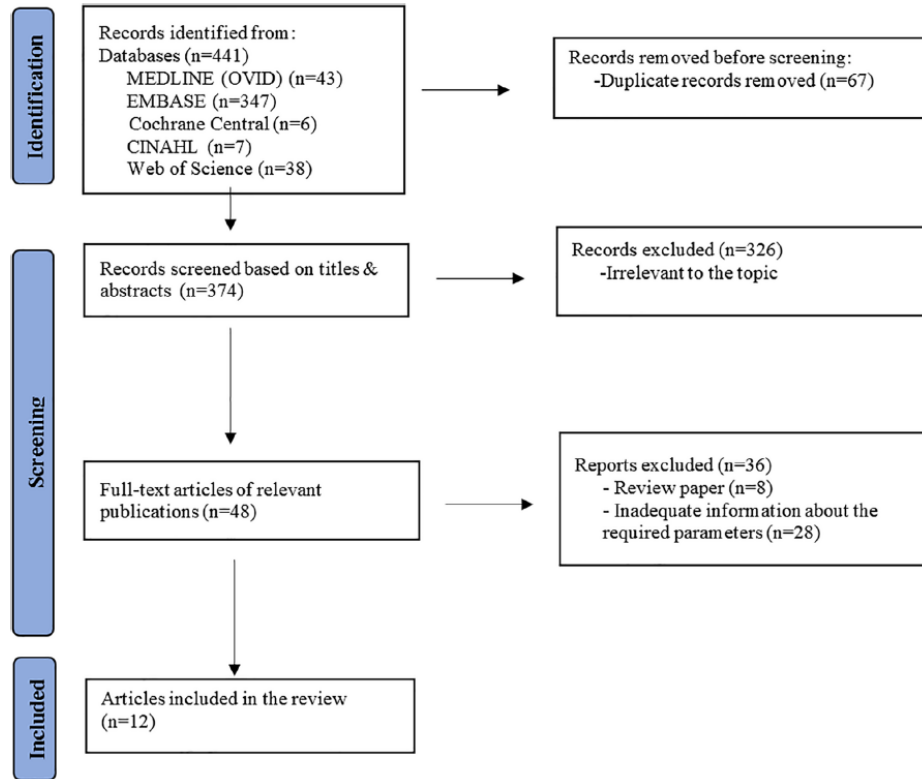 Identification
Records identified from:
Databases (n=441)
MEDLINE (OVID) (n=43)
EMBASE (n=347)
Cochrane Central (n=6)
CINAHL (n=7)
Web of Science (n=38)
Records removed before screening:
-Duplicate records removed (n=67)
Screening
Records screened based on titles &
abstracts (n=374)
Records excluded (n=326)
-Irrelevant to the topic
Full-text articles of relevant
publications (n=48)
Reports excluded (n=36)
- Review paper (n=8)
- Inadequate information about the
required parameters (n=28)
Included
Articles included in the review
(n=12)